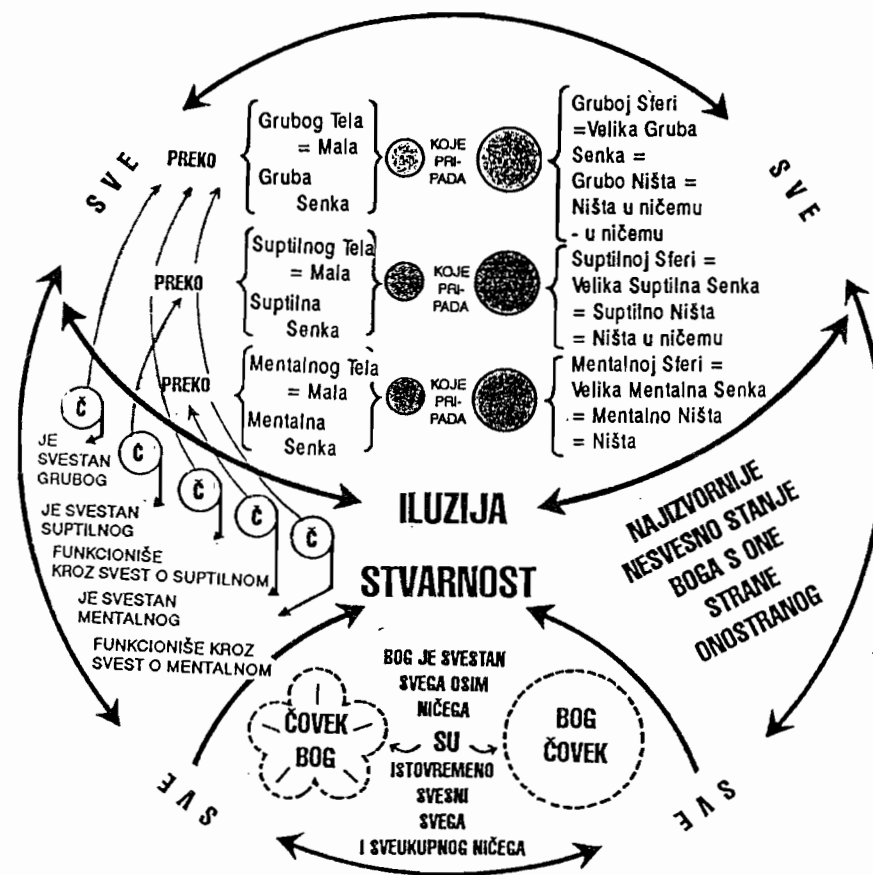 SVE
SVE
PREKO
Grubog Tela
= Mala
Gruba
Senka
KOJE
PRI-
PADA
Gruboj Sferi
=Velika Gruba
Senka =
Grubo Ništa =
Ništa u ničemu
- u ničemu
PREKO
Suptilnog Tela
= Mala
Suptilna
Senka
KOJE
PRI-
PADA
Suptilnoj Sferi =
Velika Suptilna Senka
= Suptilno Ništa
= Ništa u ničemu
PREKO
Mentalnog Tela
= Mala
Mentalna
Senka
KOJE
PRI-
PADA
Mentalnoj Sferi =
Velika Mentalna Senka
= Mentalno Ništa
= Ništa
Č
JE
SVESTAN
GRUBOG
Č
JE SVESTAN
SUPTILNOG
Č
FUNKCIONIŠE
KROZ SVEST O SUPTILNOM
Č
JE SVESTAN
MENTALNOG
Č
FUNKCIONIŠE KROZ
SVEST O MENTALNOM
ILUZIJA
STVARNOST
NAJIZVORNIJE
NESVESNO STANJE
BOGA S ONE
STRANE
ONOSTRANOG
BOG JE SVESTAN
SVEGA OSIM
NIČEGA
ČOVEK
BOG
SU
BOG
ČOVEK
ISTOVREMENO
SVESNI
SVEGA
I SVEUKUPNOG NIČEGA
SVE
SVE